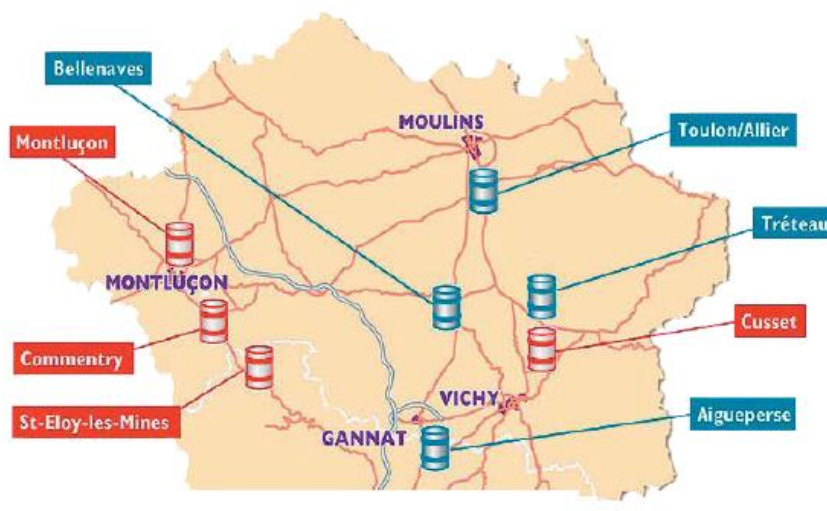 Bellenaves
MOULINS
Toulon/Allier
Montluçon
Tréteau
MONTLUÇON
Cusset
Commentry
VICHY
St-Eloy-les-Mines
GANNAT
Aigueperse